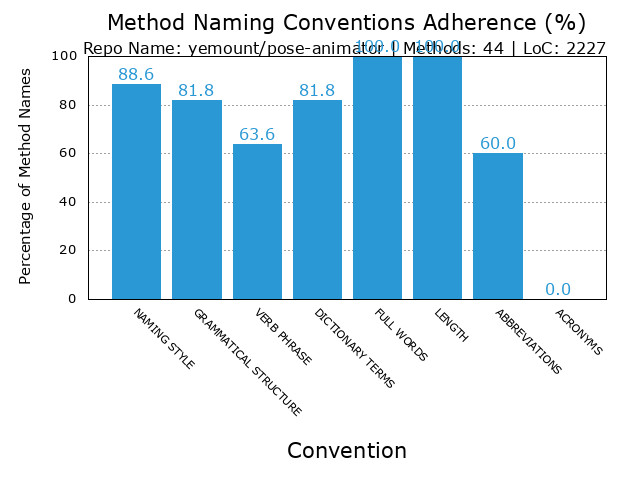 Method Naming Conventions Adherence (%)
Repo Name: yemount/pose-animator | Methods: 44 | LoC: 2227
Percentage of Method Names
100
80
60
40
20
0
88.6
81.8
63.6
81.8
100.0
100.0
60.0
0.0
NAMING STYLE
GRAMMATICAL STRUCTURE
VERB PHRASE
DICTIONARY TERMS
FULL WORDS
LENGTH
ABBREVIATIONS
ACRONYMS
Convention